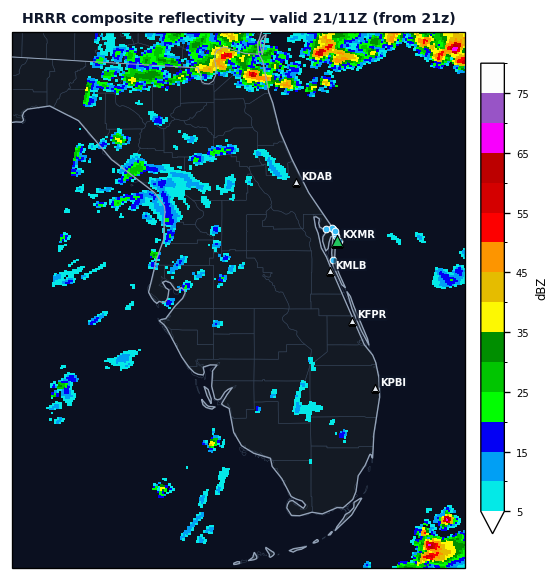 HRRR composite reflectivity — valid 21/11Z (from 21z)
KDAB
KXMR
KMLB
KFPR
KPBI
75
65
55
45
35
25
15
5
dBZ